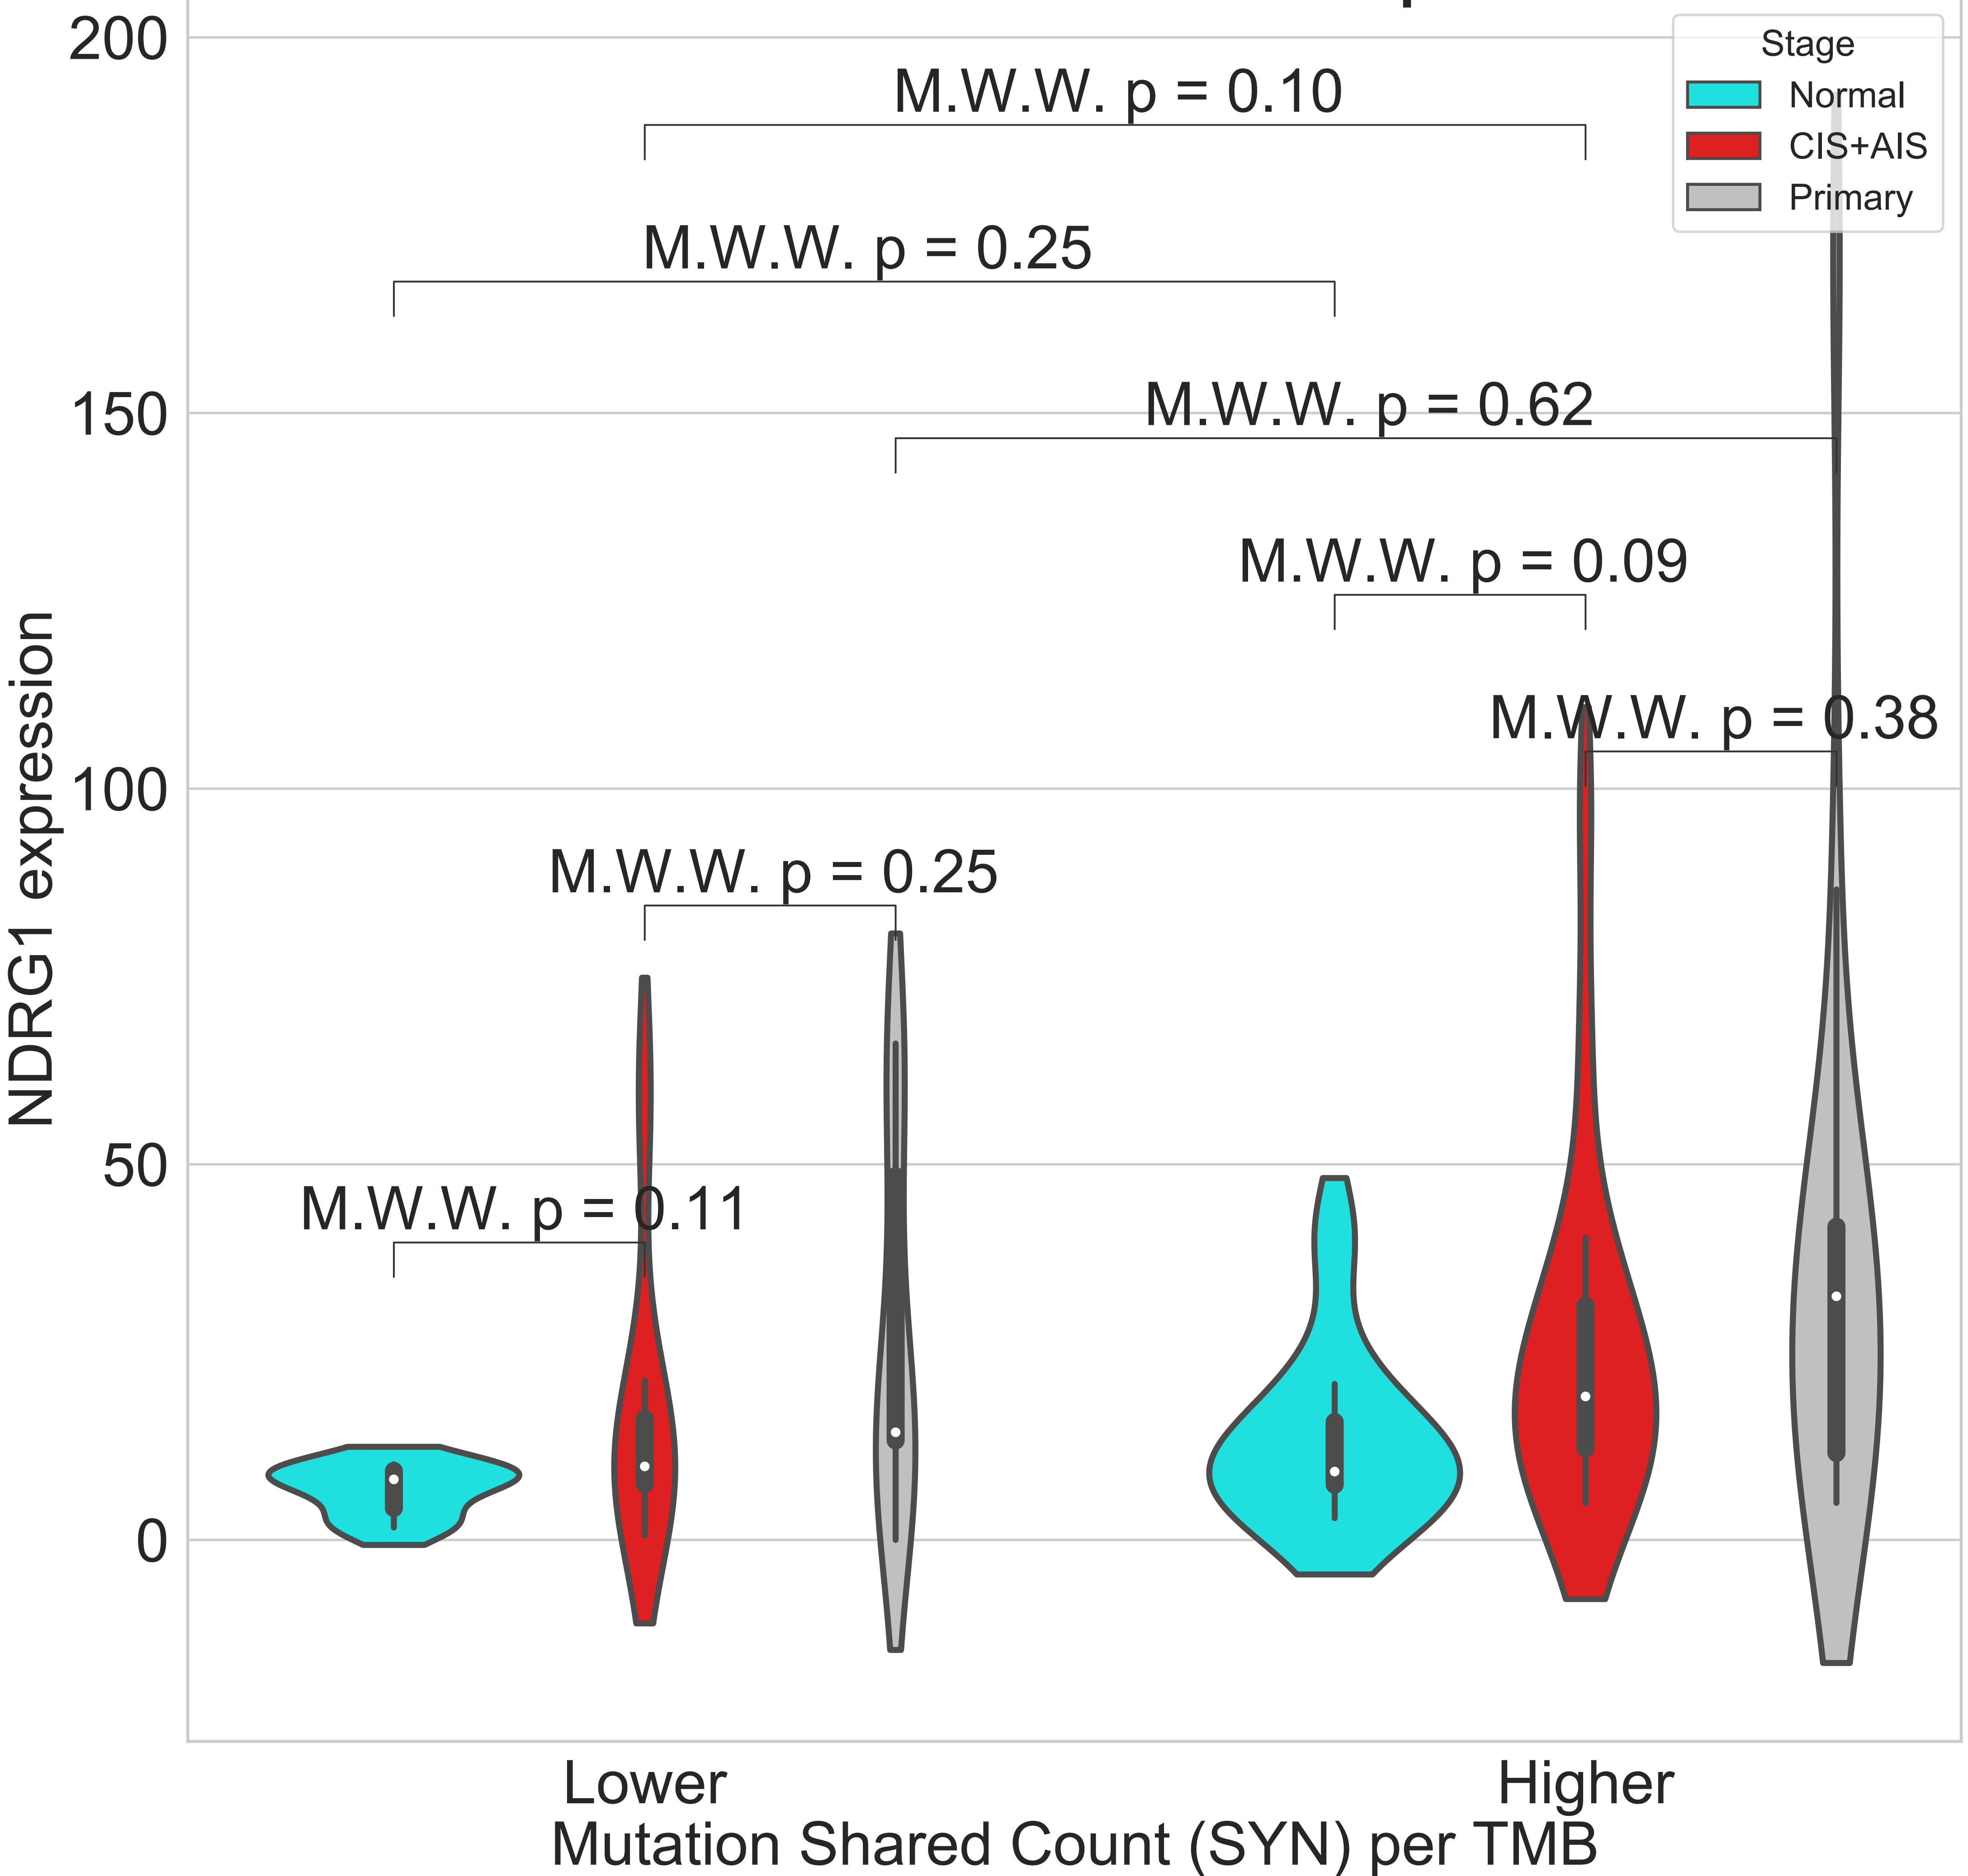 200
M.W.W. p = 0.10
Stage
Normal
CIS+AIS
Primary
M.W.W. p = 0.25
150
M.W.W. p = 0.62
M.W.W. p = 0.09
M.W.W. p = 0.38
100
M.W.W. p = 0.25
NDRG1 expression
50
M.W.W. p = 0.11
0
Lower
Higher
Mutation Shared Count (SYN) per TMB